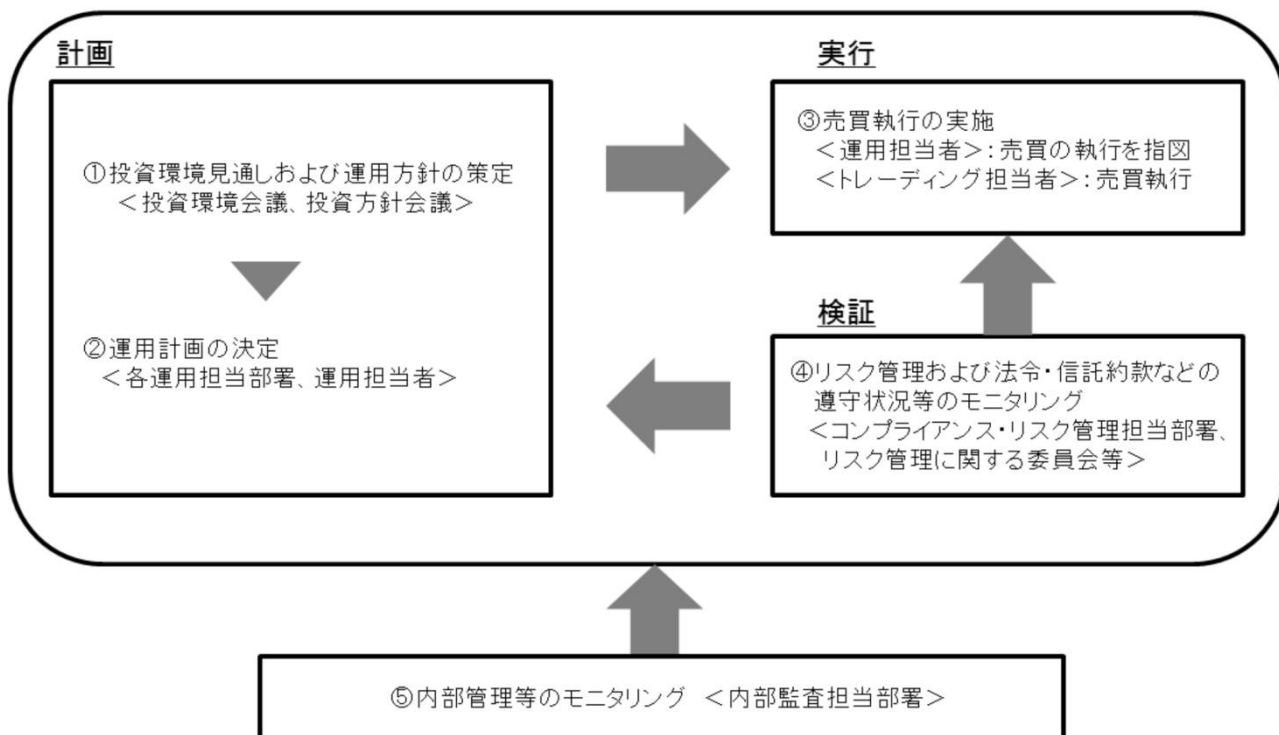 計画
①投資環境見通しおよび運用方針の策定
＜投資環境会議、投資方針会議＞
②運用計画の決定
＜各運用担当部署、運用担当者＞
実行
③売買執行の実施
＜運用担当者＞：売買の執行を指図
＜トレーディング担当者＞：売買執行
検証
④リスク管理および法令・信託約款などの
遵守状況等のモニタリング
＜コンプライアンス・リスク管理担当部署、
リスク管理に関する委員会等＞
⑤内部管理等のモニタリング ＜内部監査担当部署＞